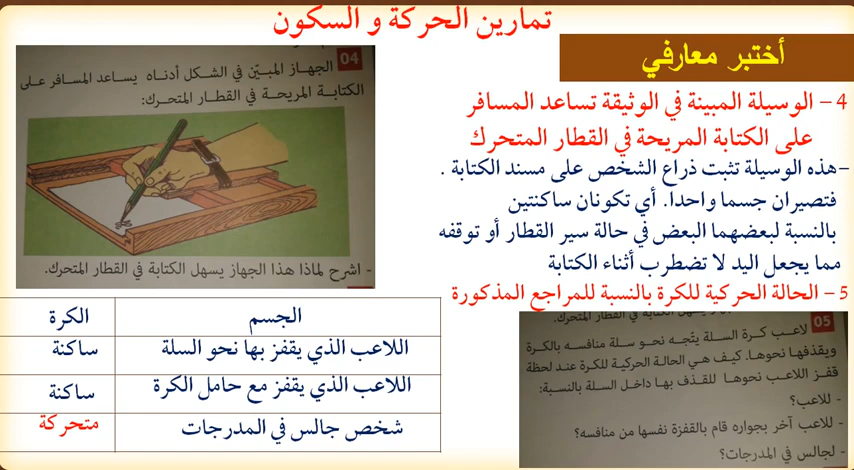 تمارين الحركة و السكون
أختبر معارفي
4 – الوسيلة المبينة في الوثيقة تساعد المسافر
على الكتابة المريحة في القطار المتحرك
–هذه الوسيلة تثبت ذراع الشخص على مسند الكتابة .
فتصيران جسما واحدا. أي تكونان ساكنتين
بالنسبة لبعضهما البعض في حالة سير القطار أو توقفه
مما يجعل اليد لا تضطرب أثناء الكتابة
04 الجهاز المبيّن في الشكل أدناه يساعد المسافر على
الكتابة المريحة في القطار المتحرك:
- اشرح لماذا هذا الجهاز يسهل الكتابة في القطار المتحرك.
5 – الحالة الحركية للكرة بالنسبة للمراجع المذكورة
الجسم الكرة
اللاعب الذي يقفز بها نحو السلة ساكنة
اللاعب الذي يقفز مع حامل الكرة ساكنة
شخص جالس في المدرجات متحركة
الكتابة في القطار المتحرك.
05 لاعب كرة السلة يتّجه نحو سلة منافسه بالكرة
ويقذفها نحوها. كيف هي الحالة الحركية للكرة عند لحظة
قفز اللاعب نحوها للقذف بها داخل السلة بالنسبة:
- للاعب؟
- للاعب آخر بجواره قام بالقفزة نفسها من منافسه؟
- لجالس في المدرجات؟